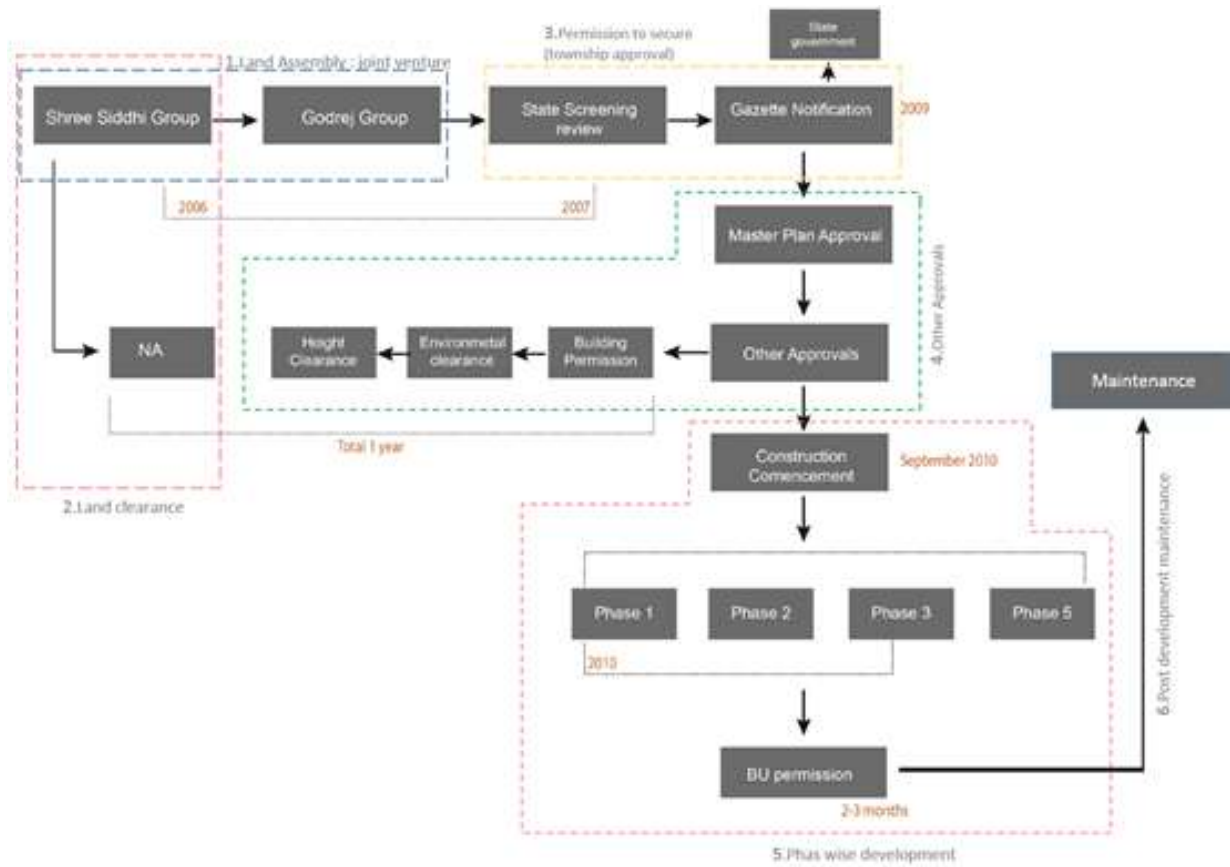 3.Permission to secure
(township approval)
State
government
1.Land Assembly : joint venture
Shree Siddhi Group
Godrej Group
State Screening
review
Gazette Notification
2009
2006
2007
Master Plan Approval
4.Other Approvals
NA
Height
Clearance
Environmetal
clearance
Building
Permission
Other Approvals
Maintenance
Total 1 year
2.Land clearance
Construction
Comencement
September 2010
Phase 1
Phase 2
Phase 3
Phase 5
2010
6.Post development maintenance
BU permission
2-3 months
5.Phas wise development